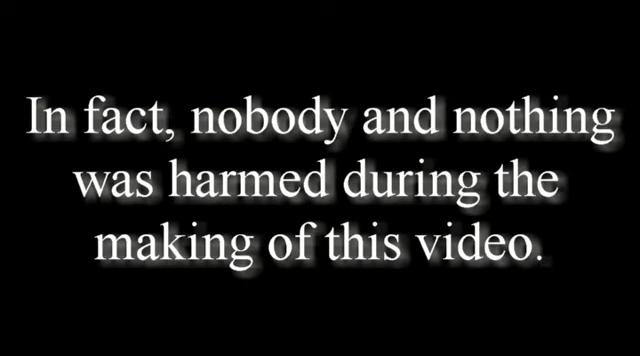 In fact, nobody and nothing
was harmed during the
making of this video.